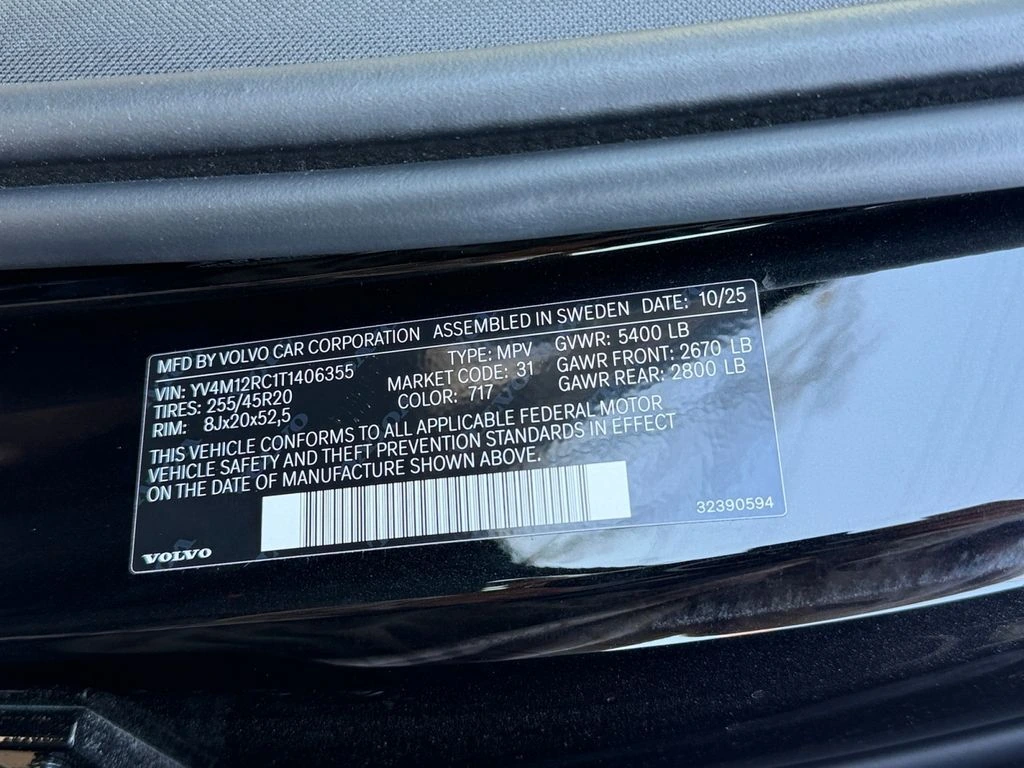 MFD BY VOLVO CAR CORPORATION ASSEMBLED IN SWEDEN DATE: 10/25
VIN: YV4M12RC1T1406355 TYPE: MPV GVWR: 5400 LB
TIRES: 255/45R20 MARKET CODE: 31 GAWR FRONT: 2670 LB
RIM: 8Jx20x52,5 COLOR: 717 GAWR REAR: 2800 LB
THIS VEHICLE CONFORMS TO ALL APPLICABLE FEDERAL MOTOR
VEHICLE SAFETY AND THEFT PREVENTION STANDARDS IN EFFECT
ON THE DATE OF MANUFACTURE SHOWN ABOVE.
32390594
VOLVO